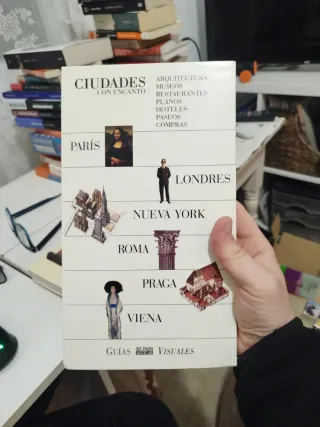 CIUDADES
CON ENCANTO
ARQUITECTURA
MUSEOS
RESTAURANTES
PLANOS
HOTELES
PASEOS
COMPRAS
PARÍS
LONDRES
NUEVA YORK
ROMA
PRAGA
VIENA
GUÍAS VISUALES